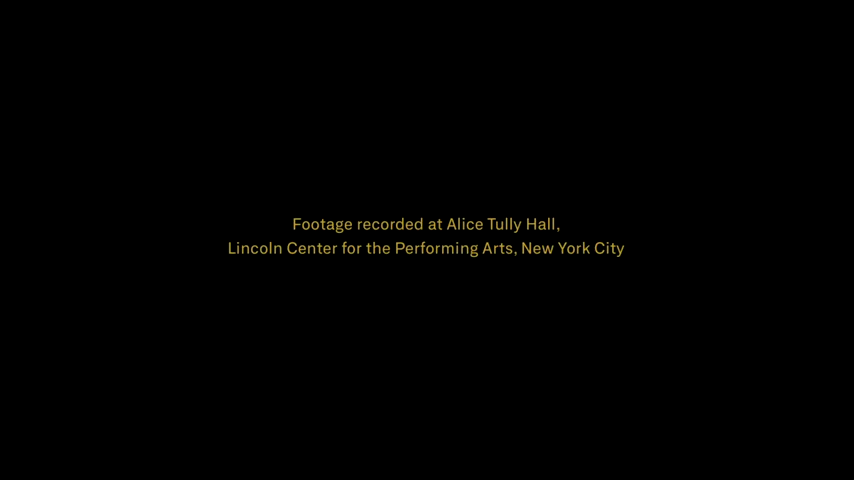 Footage recorded at Alice Tully Hall,
Lincoln Center for the Performing Arts, New York City